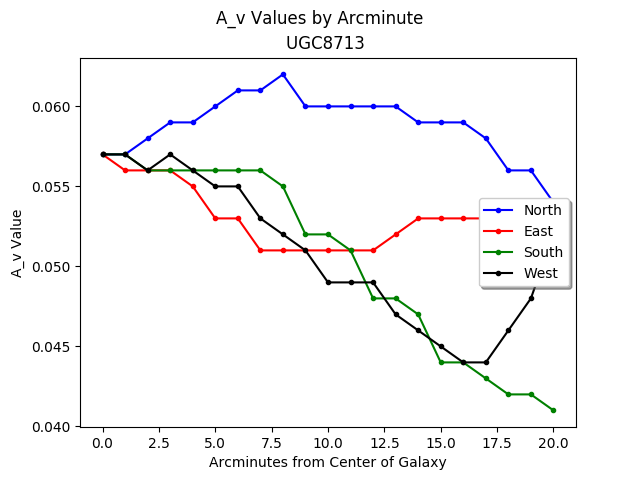 A_v Values by Arcminute
UGC8713
A_v Value
0.060
0.055
0.050
0.045
0.040
North
East
South
West
0.0 2.5 5.0 7.5 10.0 12.5 15.0 17.5 20.0
Arcminutes from Center of Galaxy